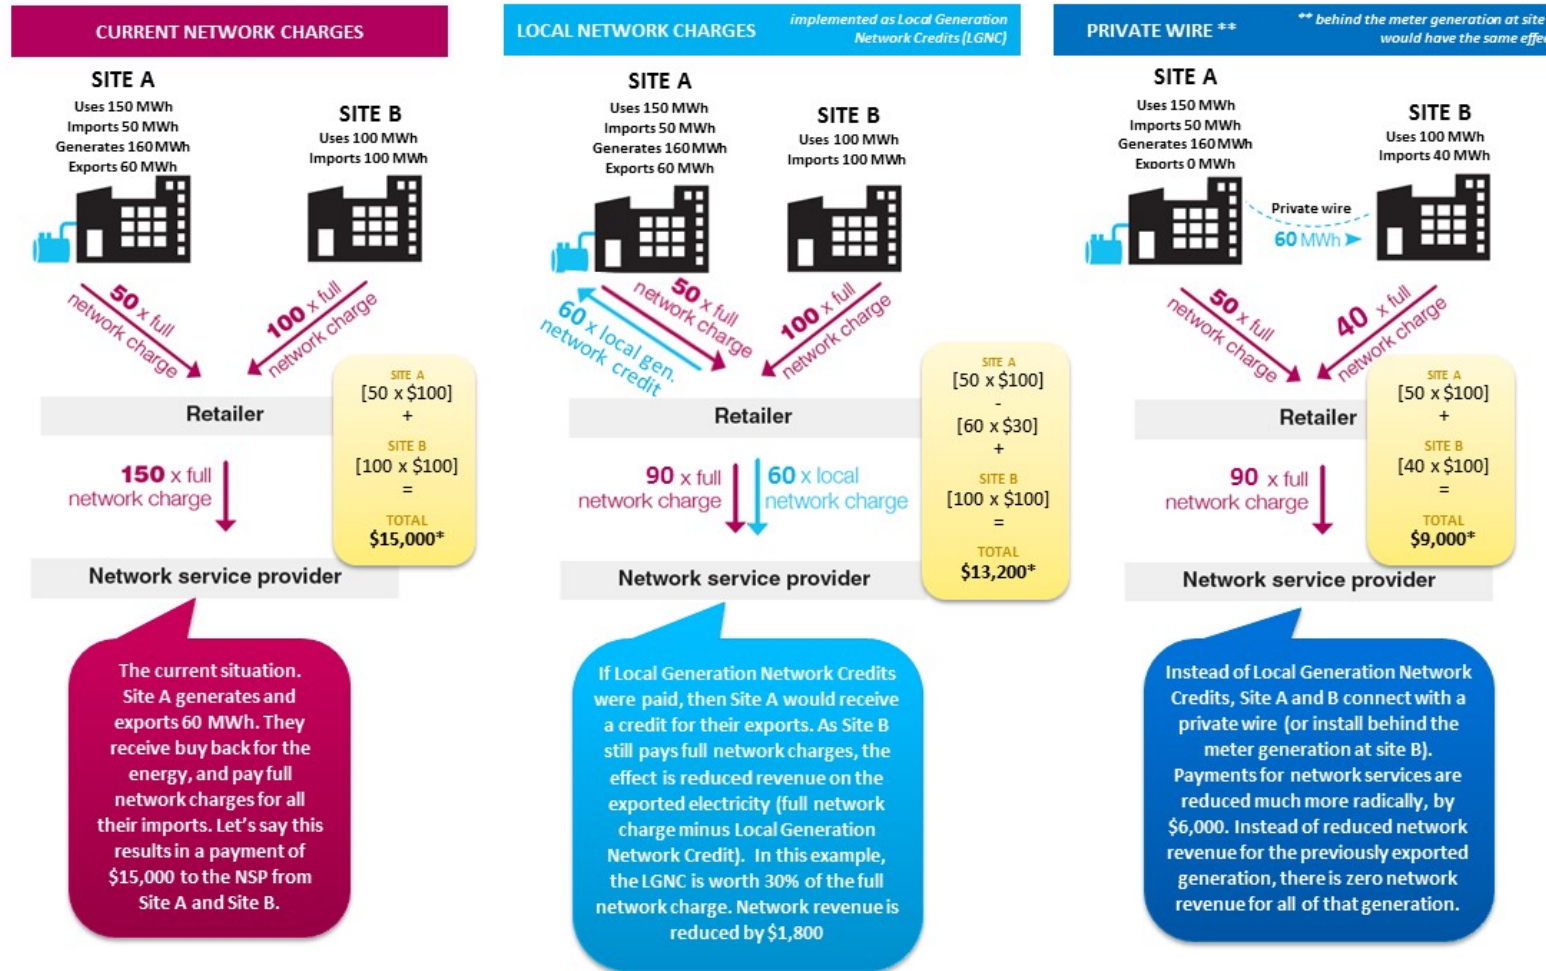 CURRENT NETWORK CHARGES
SITE A
Uses 150 MWh
Imports 50 MWh
Generates 160 MWh
Exports 60 MWh
SITE B
Uses 100 MWh
Imports 100 MWh
50 x full
network charge
100 x full
network charge
Retailer
150 x full
network charge
Network service provider
SITE A
[50 x $100]
+
SITE B
[100 x $100]
=
TOTAL
$15,000*
The current situation.
Site A generates and
exports 60 MWh. They
receive buy back for the
energy, and pay full
network charges for all
their imports. Let's say this
results in a payment of
$15,000 to the NSP from
Site A and Site B.
LOCAL NETWORK CHARGES
implemented as Local Generation
Network Credits (LGNC)
SITE A
Uses 150 MWh
Imports 50 MWh
Generates 160 MWh
Exports 60 MWh
SITE B
Uses 100 MWh
Imports 100 MWh
50 x full
network charge
60 x local gen.
network credit
100 x full
network charge
Retailer
90 x full
network charge
60 x local
network charge
Network service provider
SITE A
[50 x $100]
-
[60 x $30]
+
SITE B
[100 x $100]
=
TOTAL
$13,200*
If Local Generation Network Credits
were paid, then Site A would receive
a credit for their exports. As Site B
still pays full network charges, the
effect is reduced revenue on the
exported electricity (full network
charge minus Local Generation
Network Credit). In this example,
the LGNC is worth 30% of the full
network charge. Network revenue is
reduced by $1,800
PRIVATE WIRE **
** behind the meter generation at site
would have the same effe
SITE A
Uses 150 MWh
Imports 50 MWh
Generates 160 MWh
Exports 0 MWh
SITE B
Uses 100 MWh
Imports 40 MWh
Private wire
60 MWh
50 x full
network charge
40 x full
network charge
Retailer
90 x full
network charge
Network service provider
SITE A
[50 x $100]
+
SITE B
[40 x $100]
=
TOTAL
$9,000*
Instead of Local Generation Network
Credits, Site A and B connect with a
private wire (or install behind the
meter generation at site B).
Payments for network services are
reduced much more radically, by
$6,000. Instead of reduced network
revenue for the previously exported
generation, there is zero network
revenue for all of that generation.